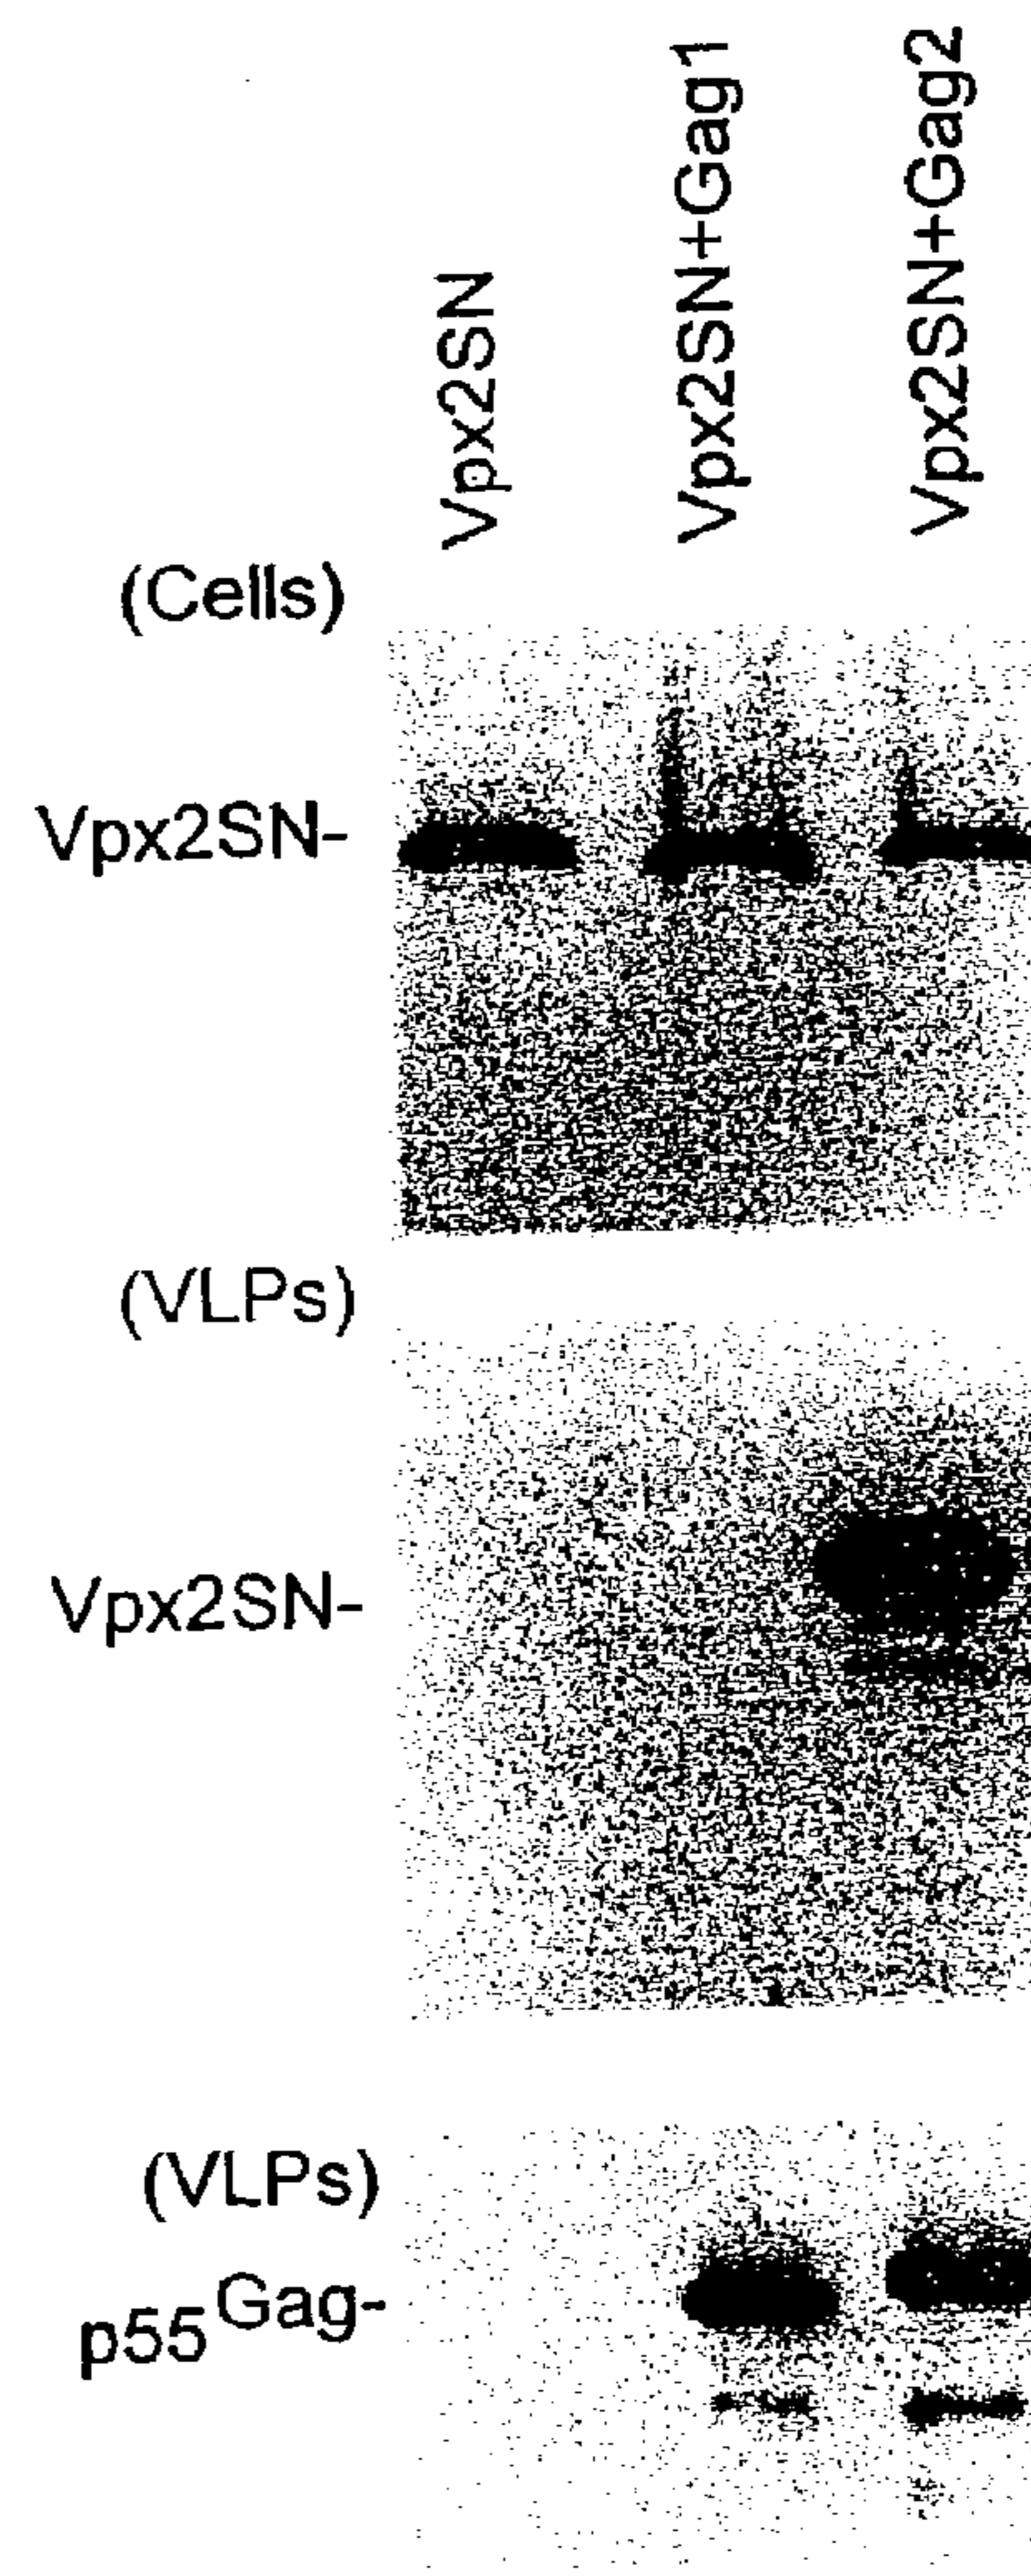 Vpx2SN
Vpx2SN+Gag1
Vpx2SN+Gag2
(Cells)
Vpx2SN-
(VLPs)
Vpx2SN-
(VLPs)
p55Gag-